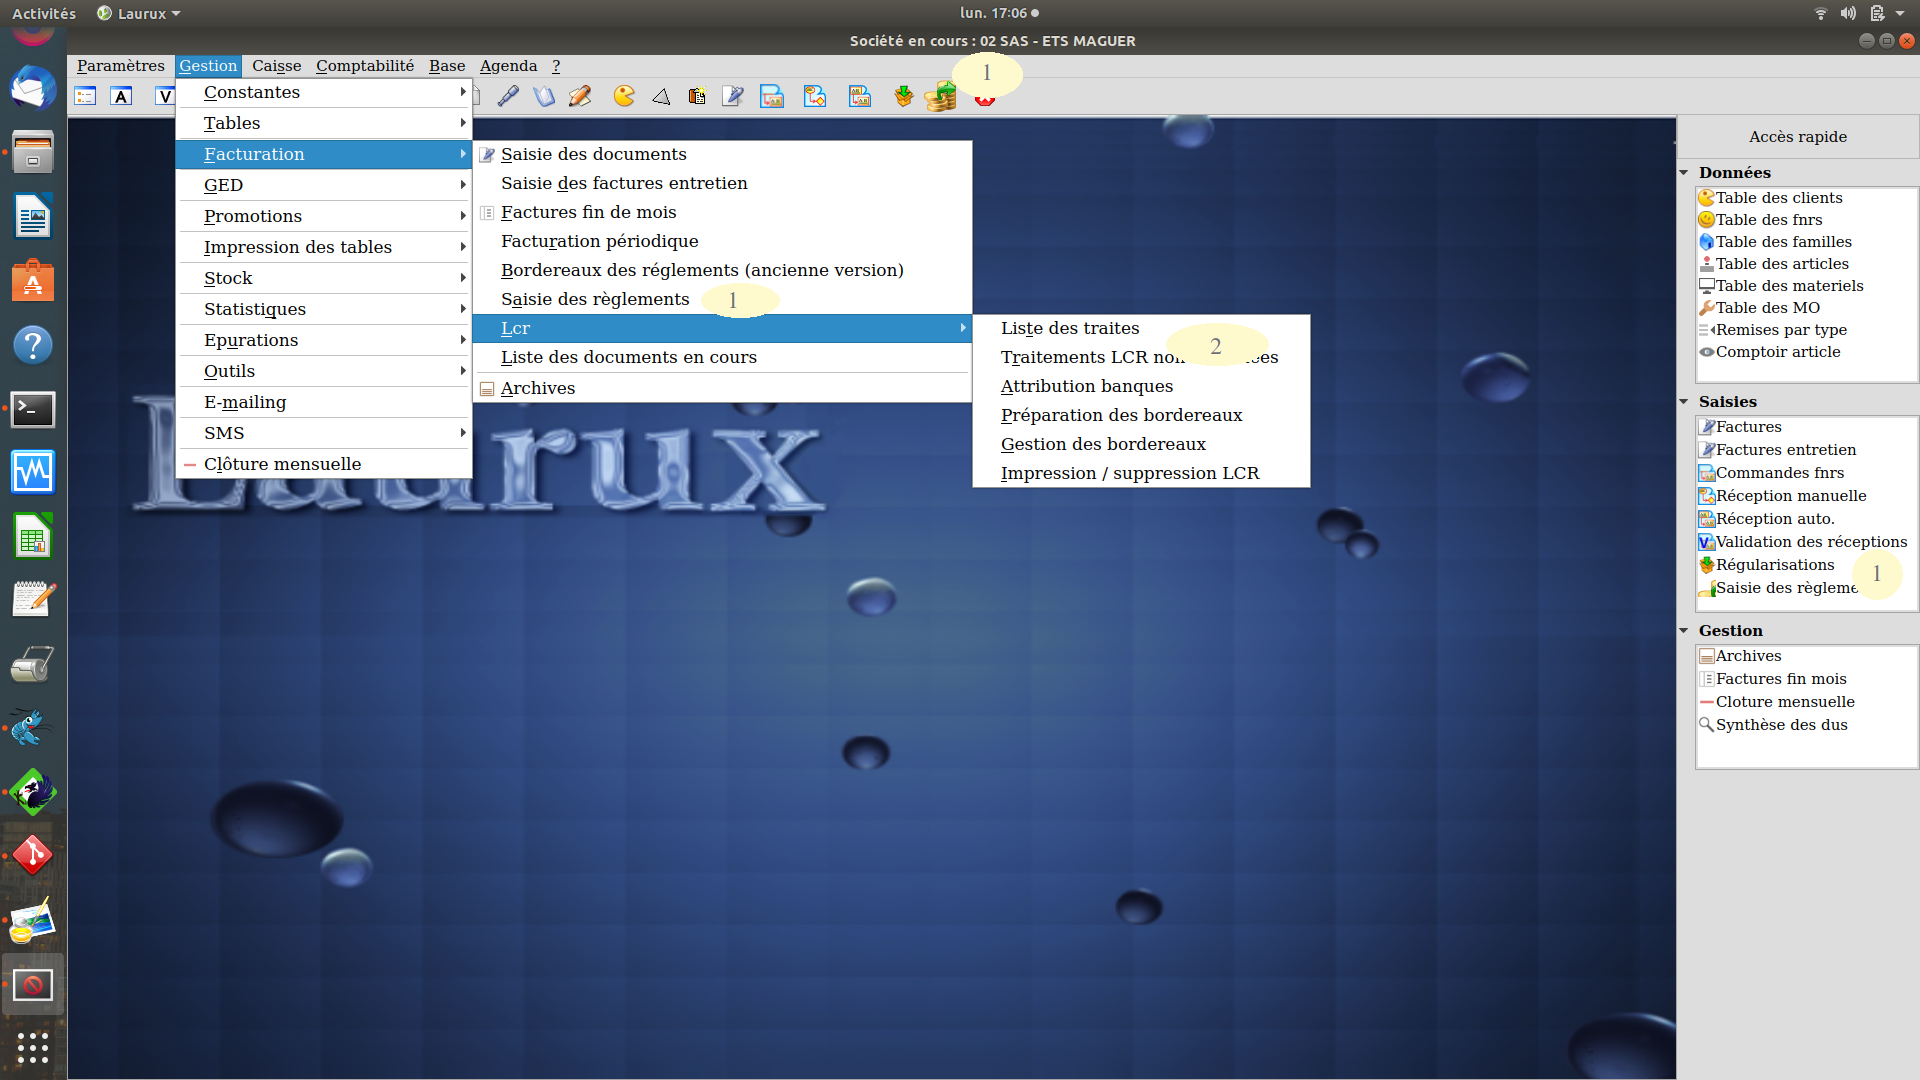 Activités
Laurux
lun. 17:06
Société en cours : 02 SAS - ETS MAGUER
Paramètres Gestion Caisse Comptabilité Base Agenda ?
1
A
V
Constantes
Tables
Facturation
GED
Promotions
Impression des tables
Stock
Statistiques
Epurations
Outils
E-mailing
SMS
Clôture mensuelle
Saisie des documents
Saisie des factures entretien
Factures fin de mois
Facturation périodique
Bordereaux des réglements (ancienne version)
Saisie des règlements
1
Lcr
Liste des documents en cours
Archives
Liste des traites
2
Traitements LCR
Attribution banques
Préparation des bordereaux
Gestion des bordereaux
Impression / suppression LCR
Laurux
Accès rapide
Données
Table des clients
Table des fnrs
Table des familles
Table des articles
Table des materiels
Table des MO
Remises par type
Comptoir article
Saisies
Factures
Factures entretien
Commandes fnrs
Réception manuelle
Réception auto.
Validation des réceptions
Régularisations
1
Saisie des
Gestion
Archives
Factures fin mois
Cloture mensuelle
Synthèse des dus